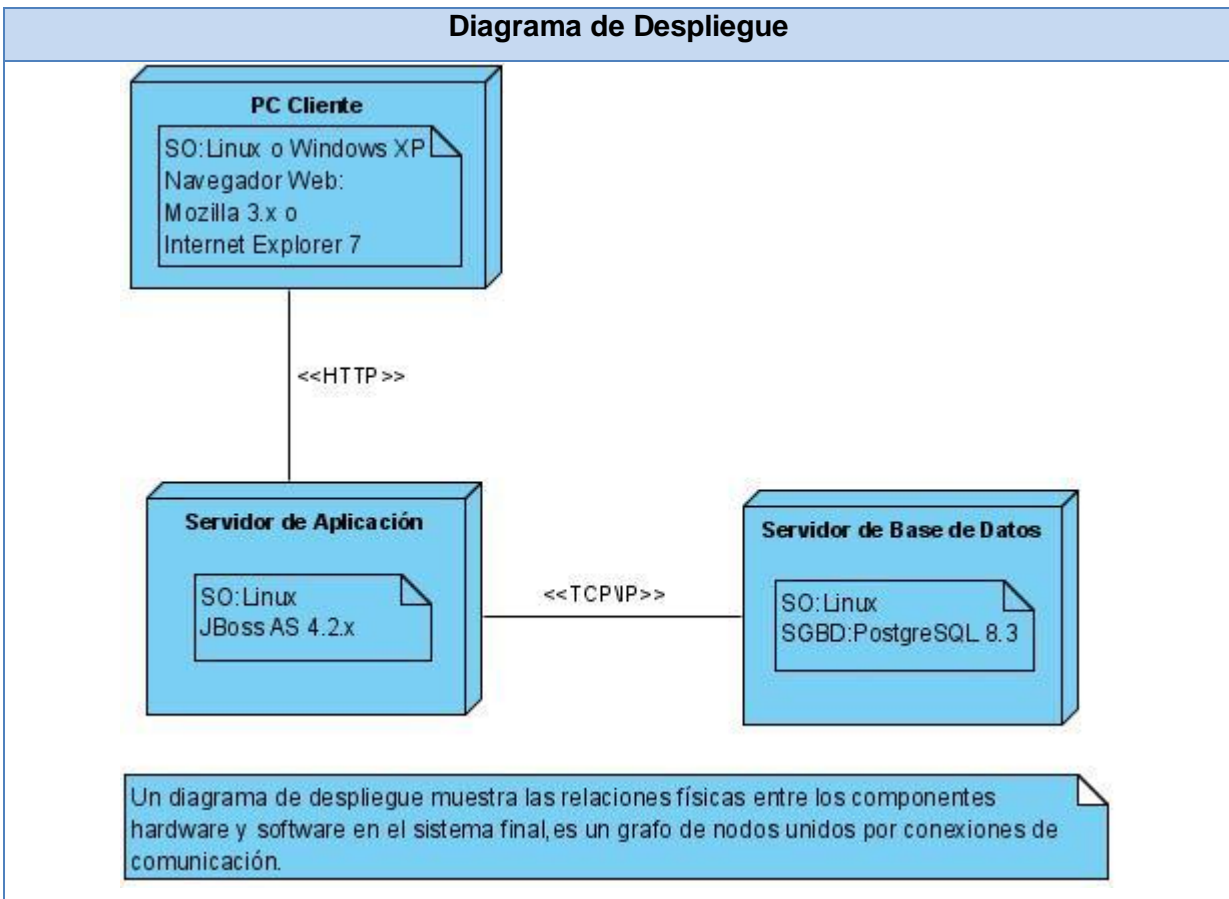 Diagrama de Despliegue
PC Cliente
SO:Linux o Windows XP
Navegador Web:
Mozilla 3.x o
Internet Explorer 7
<<HTTP>>
Servidor de Aplicación
SO:Linux
JBoss AS 4.2.x
<<TCP\IP>>
Servidor de Base de Datos
SO:Linux
SGBD:PostgreSQL 8.3
Un diagrama de despliegue muestra las relaciones físicas entre los componentes
hardware y software en el sistema final,es un grafo de nodos unidos por conexiones de
comunicación.